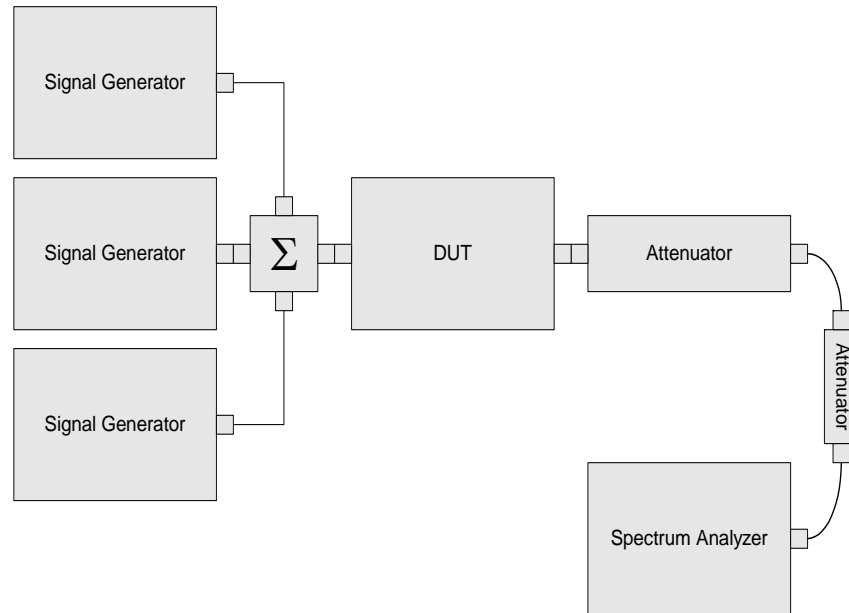 Signal Generator
Signal Generator
Σ
DUT
Attenuator
Attenuator
Signal Generator
Spectrum Analyzer